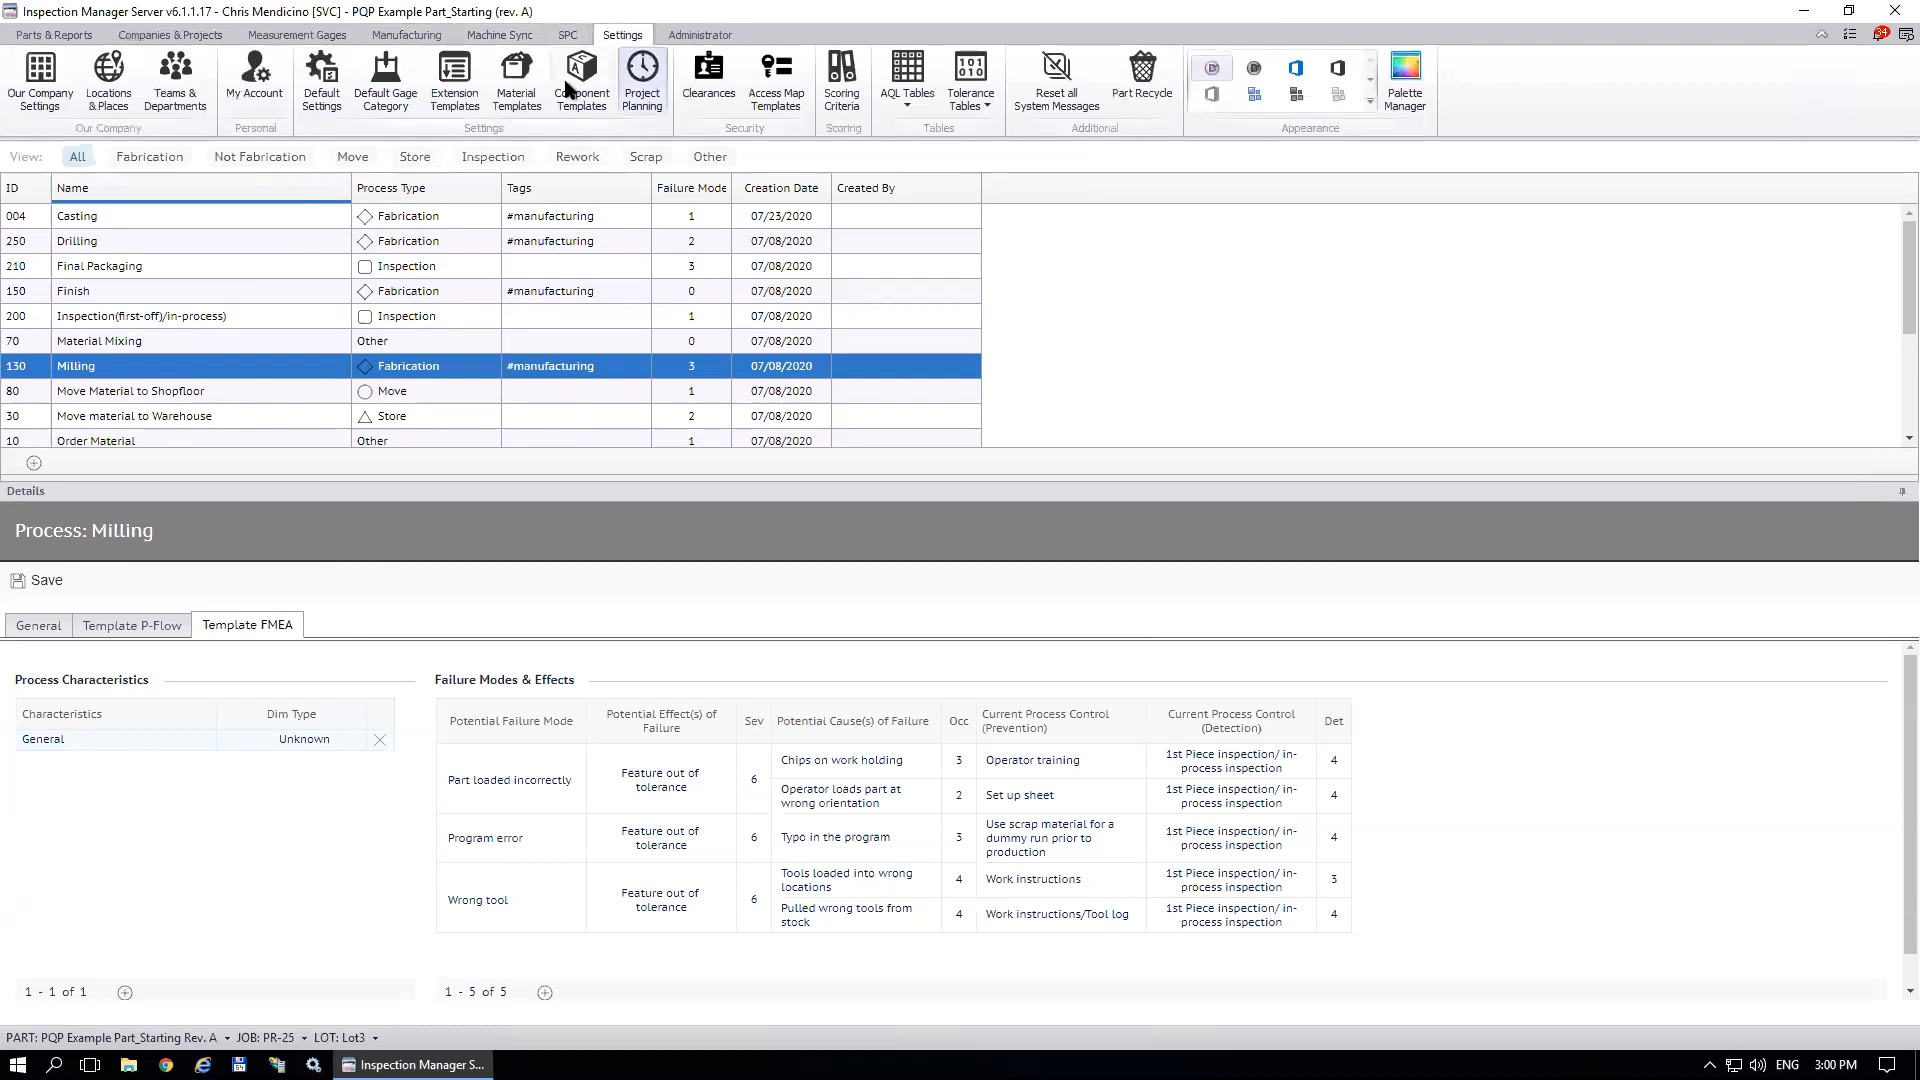 Inspection Manager Server v6.1.1.17 - Chris Mendicino [SVC] - PQP Example Part_Starting (rev. A)
Parts & Reports Companies & Projects Measurement Gages Manufacturing Machine Sync SPC Settings Administrator 34
Our Company Settings
Locations & Places
Teams & Departments
My Account
Default Settings
Default Gage Category
Extension Templates
Material Templates
Component Templates
Project Planning
Clearances
Access Map Templates
Scoring Criteria
AQL Tables
Tolerance Tables
Reset all System Messages
Part Recycle
Palette Manager
Our Company Personal Settings Security Scoring Tables Additional Appearance
View: All Fabrication Not Fabrication Move Store Inspection Rework Scrap Other
ID Name Process Type Tags Failure Mode Creation Date Created By
004 Casting Fabrication #manufacturing 1 07/23/2020
250 Drilling Fabrication #manufacturing 2 07/08/2020
210 Final Packaging Inspection 3 07/08/2020
150 Finish Fabrication #manufacturing 0 07/08/2020
200 Inspection(first-off)/in-process) Inspection 1 07/08/2020
70 Material Mixing Other 0 07/08/2020
130 Milling Fabrication #manufacturing 3 07/08/2020
80 Move Material to Shopfloor Move 1 07/08/2020
30 Move material to Warehouse Store 2 07/08/2020
10 Order Material Other 1 07/08/2020
Details
Process: Milling
Save
General Template P-Flow Template FMEA
Process Characteristics
Characteristics Dim Type
General Unknown
1 - 1 of 1
Failure Modes & Effects
Potential Failure Mode
Potential Effect(s) of Failure
Sev
Potential Cause(s) of Failure
Occ
Current Process Control (Prevention)
Current Process Control (Detection)
Det
Part loaded incorrectly
Feature out of tolerance
6
Chips on work holding
3
Operator training
1st Piece inspection/ in-process inspection
4
Operator loads part at wrong orientation
2
Set up sheet
1st Piece inspection/ in-process inspection
4
Program error
Feature out of tolerance
6
Typo in the program
3
Use scrap material for a dummy run prior to production
1st Piece inspection/ in-process inspection
4
Wrong tool
Feature out of tolerance
6
Tools loaded into wrong locations
4
Work instructions
1st Piece inspection/ in-process inspection
3
Pulled wrong tools from stock
4
Work instructions/Tool log
1st Piece inspection/ in-process inspection
4
1 - 5 of 5
PART: PQP Example Part_Starting Rev. A JOB: PR-25 LOT: Lot3
Inspection Manager S... ENG 3:00 PM